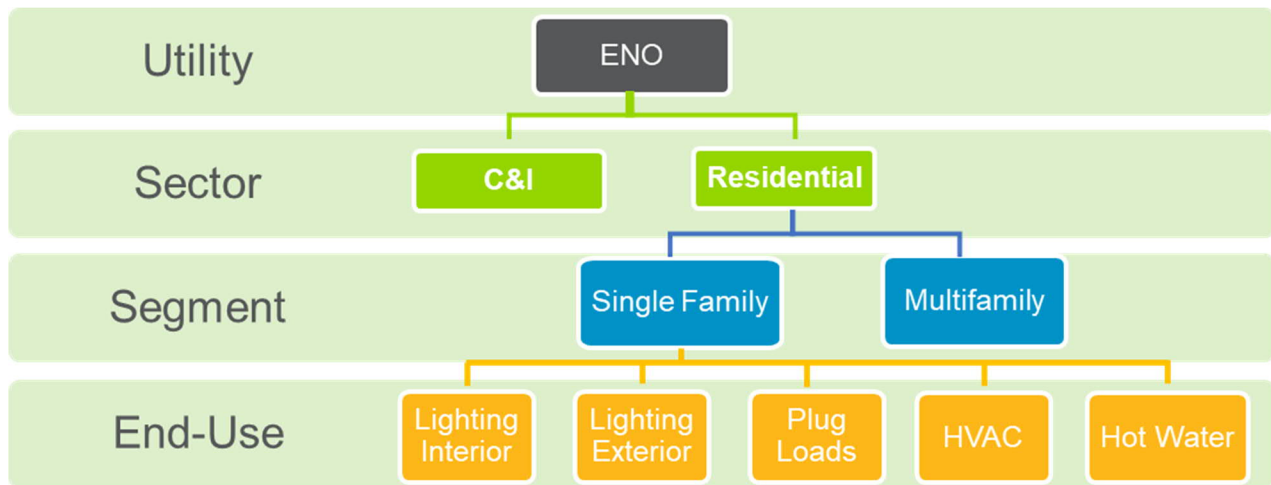 Utility
ENO
Sector
C&I
Residential
Segment
Single Family
Multifamily
End-Use
Lighting
Interior
Lighting
Exterior
Plug
Loads
HVAC
Hot Water